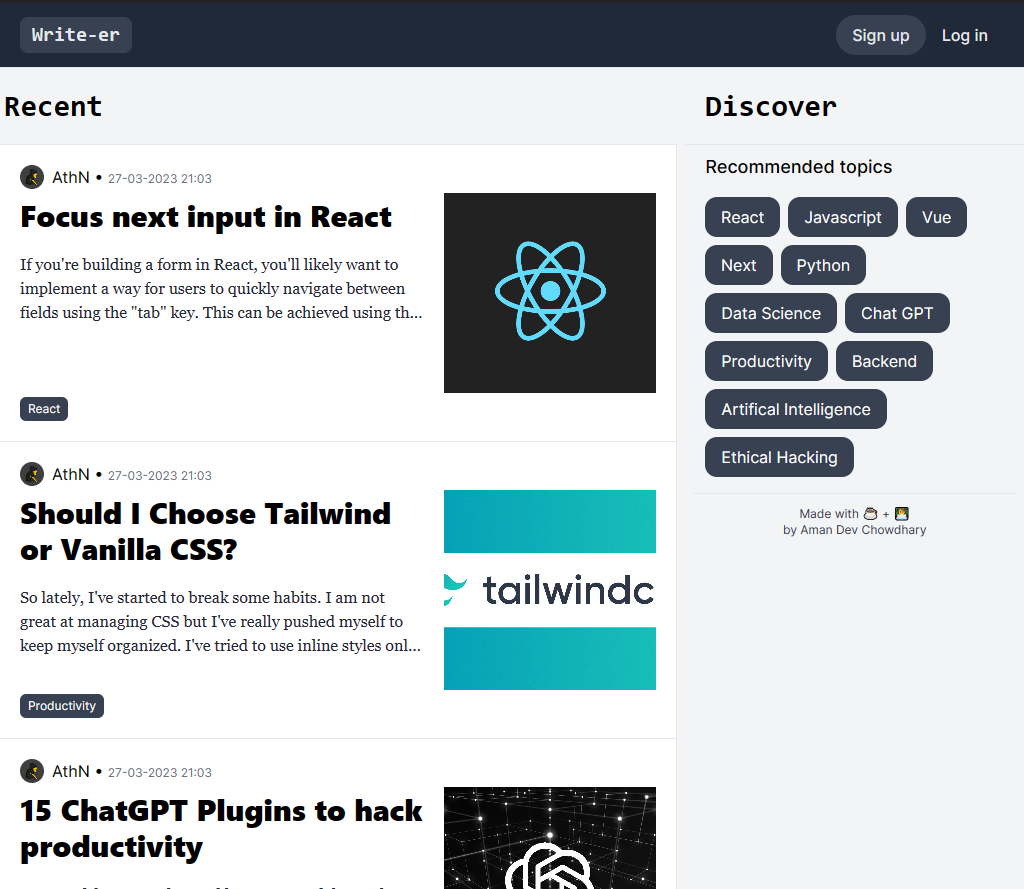 Write-er
Sign up
Log in
Recent
AthN • 27-03-2023 21:03
Focus next input in React
If you're building a form in React, you'll likely want to
implement a way for users to quickly navigate between
fields using the "tab" key. This can be achieved using th...
React
AthN • 27-03-2023 21:03
Should I Choose Tailwind
or Vanilla CSS?
So lately, I've started to break some habits. I am not
great at managing CSS but I've really pushed myself to
keep myself organized. I've tried to use inline styles onl...
tailwindc
Productivity
AthN • 27-03-2023 21:03
15 ChatGPT Plugins to hack
productivity
Discover
Recommended topics
React
Javascript
Vue
Next
Python
Data Science
Chat GPT
Productivity
Backend
Artifical Intelligence
Ethical Hacking
Made with +
by Aman Dev Chowdhary